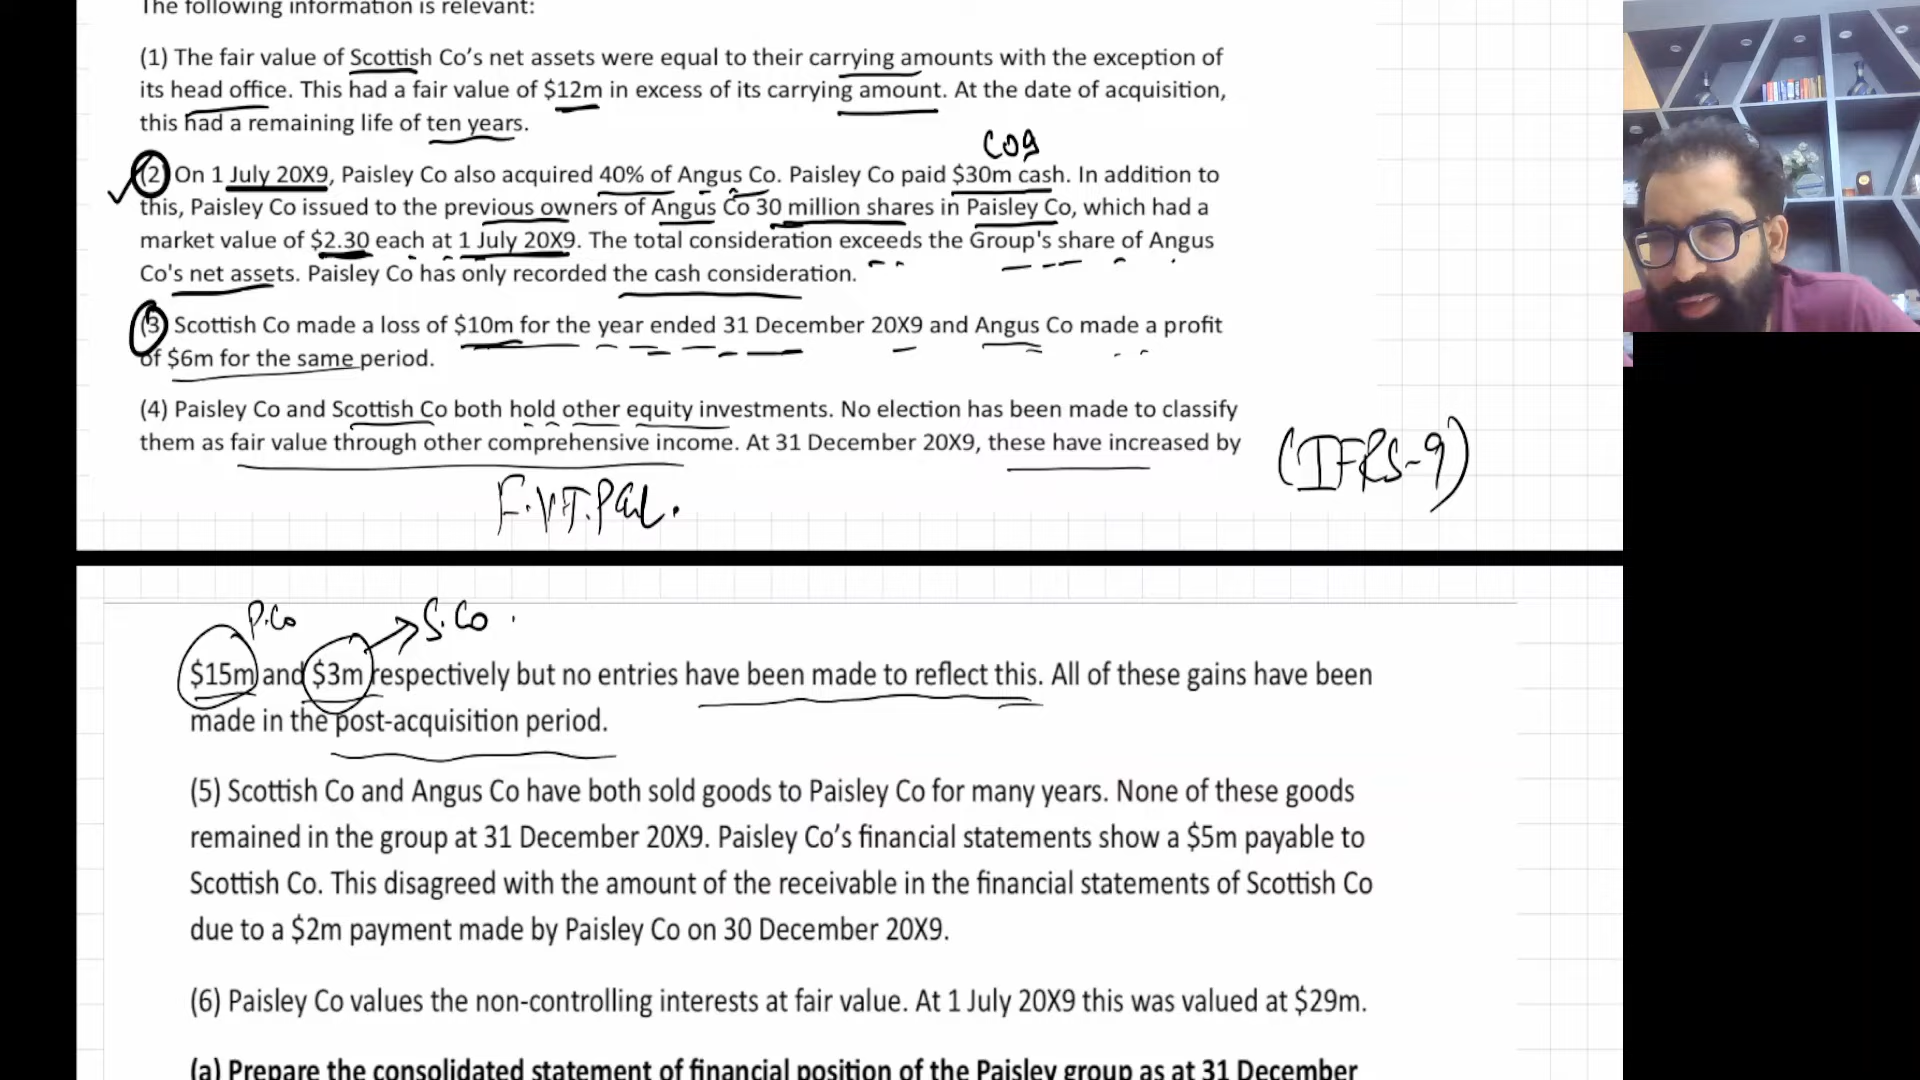 The following information is relevant:
(1) The fair value of Scottish Co’s net assets were equal to their carrying amounts with the exception of
its head office. This had a fair value of $12m in excess of its carrying amount. At the date of acquisition,
this had a remaining life of ten years.
COA
(2) On 1 July 20X9, Paisley Co also acquired 40% of Angus Co. Paisley Co paid $30m cash. In addition to
this, Paisley Co issued to the previous owners of Angus Co 30 million shares in Paisley Co, which had a
market value of $2.30 each at 1 July 20X9. The total consideration exceeds the Group's share of Angus
Co's net assets. Paisley Co has only recorded the cash consideration.
(3) Scottish Co made a loss of $10m for the year ended 31 December 20X9 and Angus Co made a profit
of $6m for the same period.
(4) Paisley Co and Scottish Co both hold other equity investments. No election has been made to classify
them as fair value through other comprehensive income. At 31 December 20X9, these have increased by
(IFRS-9)
F.V.T.P&L.
P.Co
S.Co
$15m and $3m respectively but no entries have been made to reflect this. All of these gains have been
made in the post-acquisition period.
(5) Scottish Co and Angus Co have both sold goods to Paisley Co for many years. None of these goods
remained in the group at 31 December 20X9. Paisley Co’s financial statements show a $5m payable to
Scottish Co. This disagreed with the amount of the receivable in the financial statements of Scottish Co
due to a $2m payment made by Paisley Co on 30 December 20X9.
(6) Paisley Co values the non-controlling interests at fair value. At 1 July 20X9 this was valued at $29m.
(a) Prepare the consolidated statement of financial position of the Paisley group as at 31 December